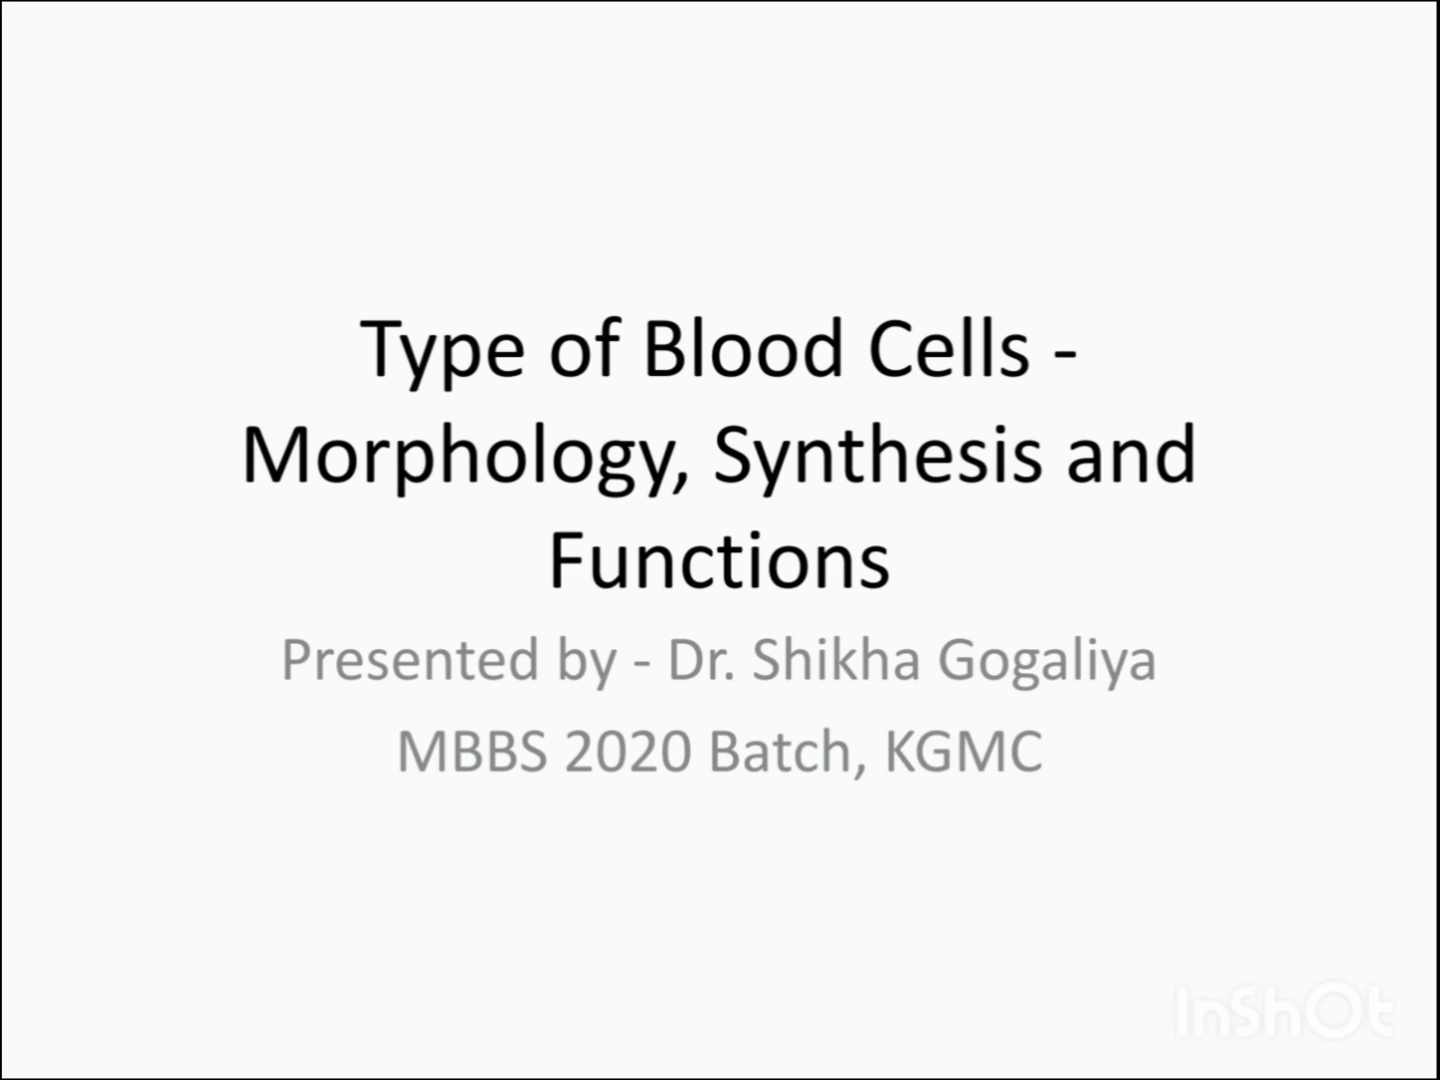 Type of Blood Cells -
Morphology, Synthesis and
Functions
Presented by - Dr. Shikha Gogaliya
MBBS 2020 Batch, KGMC
InShOt